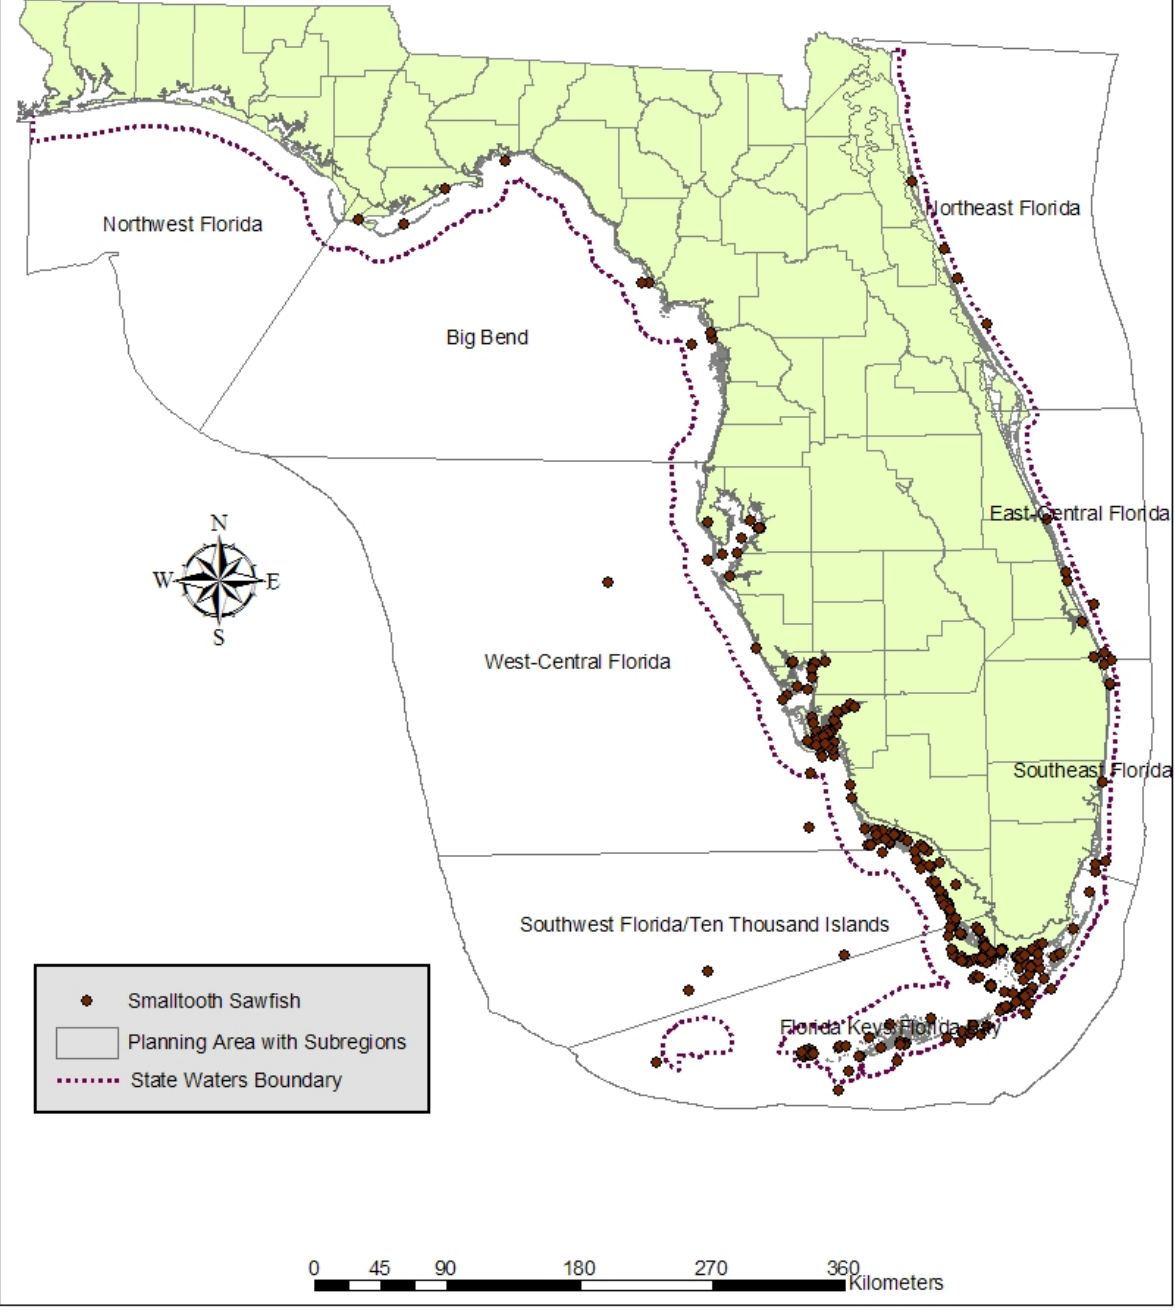 Northwest Florida
Northeast Florida
Big Bend
East-Central Florida
N
W
E
S
West-Central Florida
Southeast Florida
Southwest Florida/Ten Thousand Islands
Florida Keys/Florida Bay
Smalltooth Sawfish
Planning Area with Subregions
State Waters Boundary
0 45 90 180 270 360
Kilometers